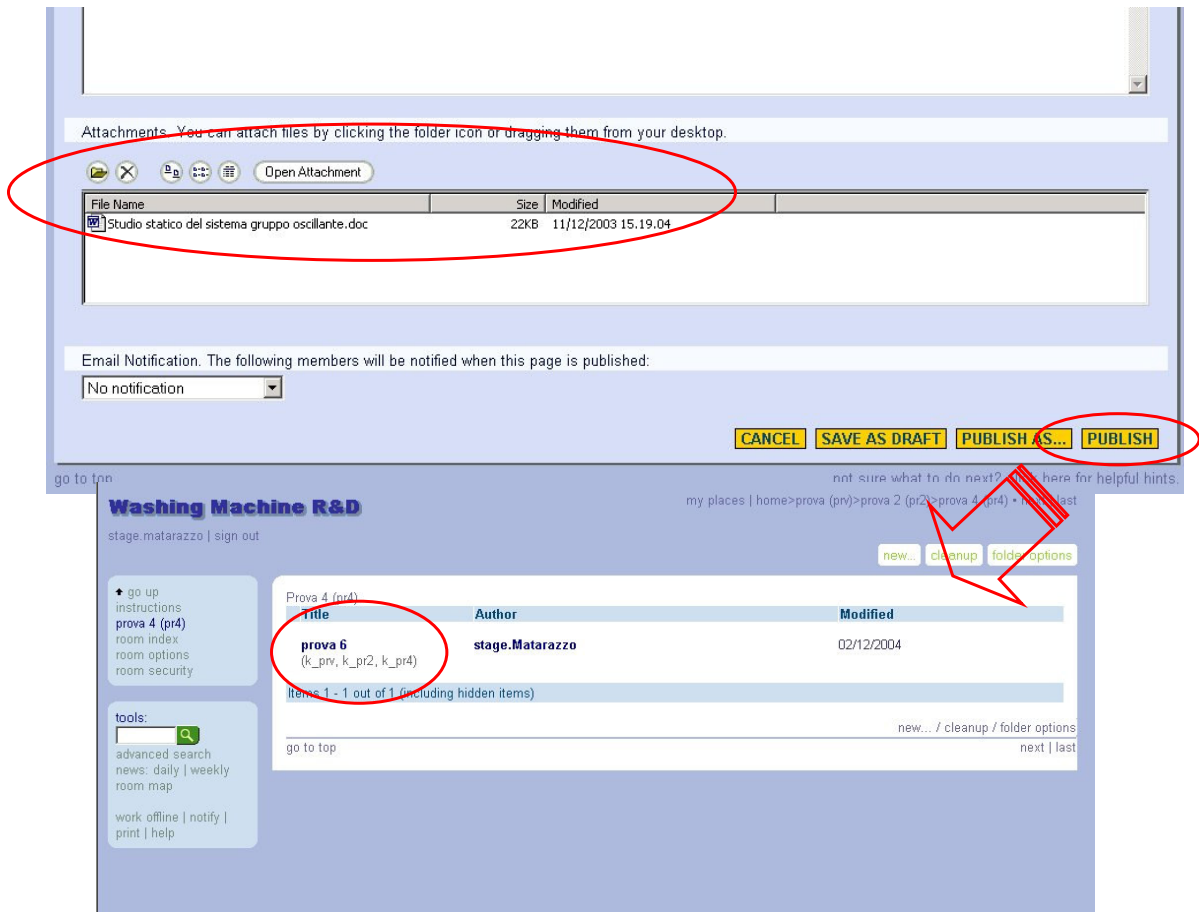 Attachments. You can attach files by clicking the folder icon or dragging them from your desktop.
Open Attachment
File Name Size Modified
Studio statico del sistema gruppo oscillante.doc 22KB 11/12/2003 15.19.04
Email Notification. The following members will be notified when this page is published:
No notification
CANCEL SAVE AS DRAFT PUBLISH AS... PUBLISH
go to top not sure what to do next? click here for helpful hints.
Washing Machine R&D
my places | home>prova (prv)>prova 2 (pr2)>prova 4 (pr4) • next | last
stage.matarazzo | sign out
new... cleanup folder options
go up
instructions
prova 4 (pr4)
room index
room options
room security
tools:
advanced search
news: daily | weekly
room map
work offline | notify |
print | help
Prova 4 (pr4)
Title Author Modified
prova 6 stage.Matarazzo 02/12/2004
(k_prv, k_pr2, k_pr4)
Items 1 - 1 out of 1 (including hidden items)
new... / cleanup / folder options
go to top next | last